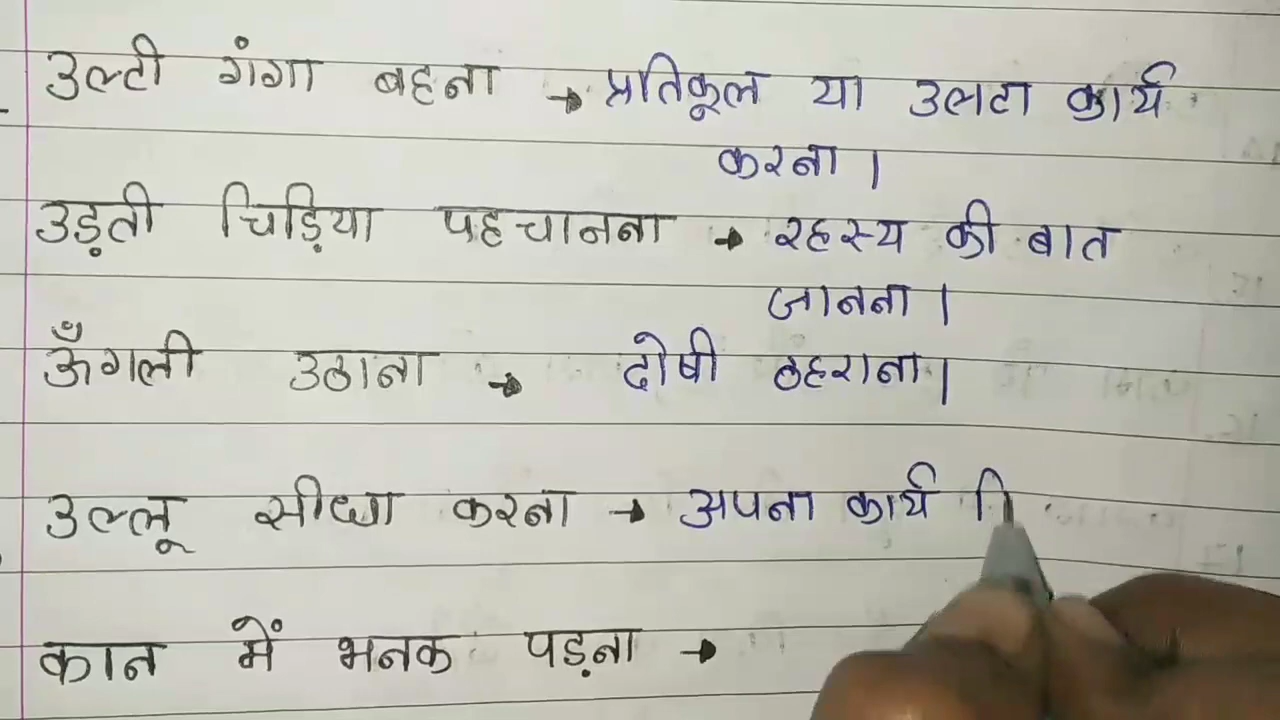 उल्टी गंगा बहना → प्रतिकूल या उलटा कार्य
करना।
उड़ती चिड़िया पहचानना → रहस्य की बात
जानना।
ऊँगली उठाना → दोषी ठहराना।
उल्लू सीधा करना → अपना कार्य
कान में भनक पड़ना →